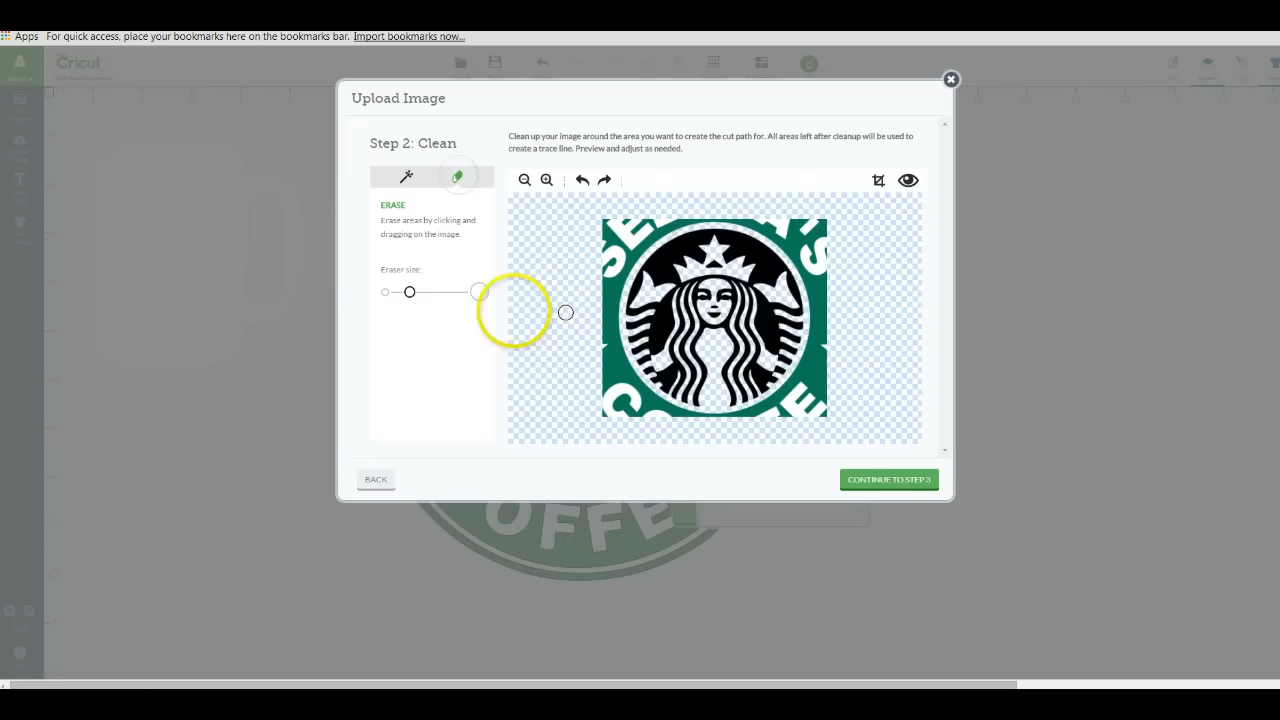 Apps For quick access, place your bookmarks here on the bookmarks bar. Import bookmarks now...
Cricut
Upload Image
Step 2: Clean
Clean up your image around the area you want to create the cut path for. All areas left after cleanup will be used to
create a trace line. Preview and adjust as needed.
ERASE
Erase areas by clicking and
dragging on the image.
Eraser size:
BACK
CONTINUE TO STEP 3
OFFE